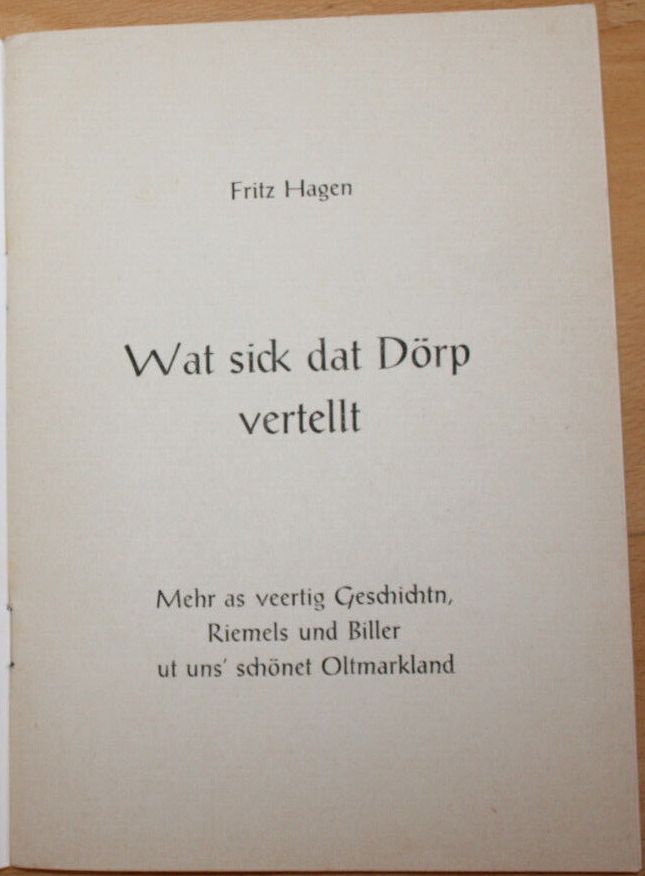 Fritz Hagen
Wat sick dat Dörp
vertellt
Mehr as veertig Geschichtn,
Riemels und Biller
ut uns' schönet Oltmarkland